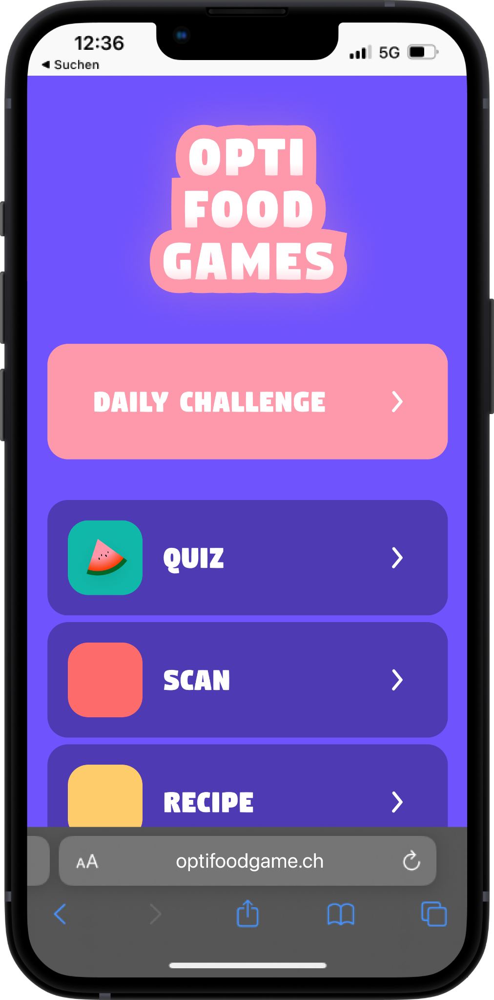 12:36
5G
◀ Suchen
OPTI
FOOD
GAMES
DAILY CHALLENGE
QUIZ
SCAN
RECIPE
AA
optifoodgame.ch